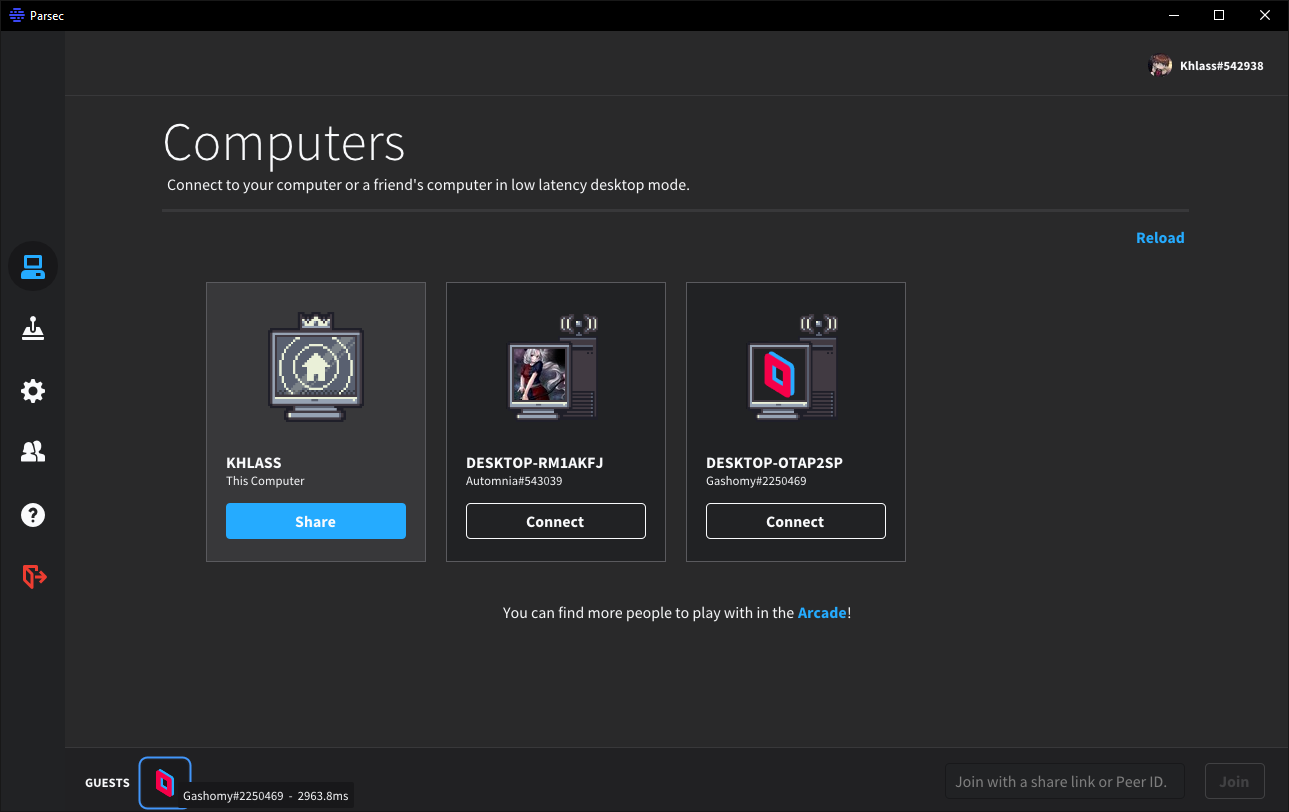 Parsec
Khlass#542938
Computers
Connect to your computer or a friend's computer in low latency desktop mode.
Reload
KHLASS
This Computer
Share
DESKTOP-RM1AKFJ
Automnia#543039
Connect
DESKTOP-OTAP2SP
Gashomy#2250469
Connect
You can find more people to play with in the Arcade!
GUESTS
Gashomy#2250469 - 2963.8ms
Join with a share link or Peer ID.
Join